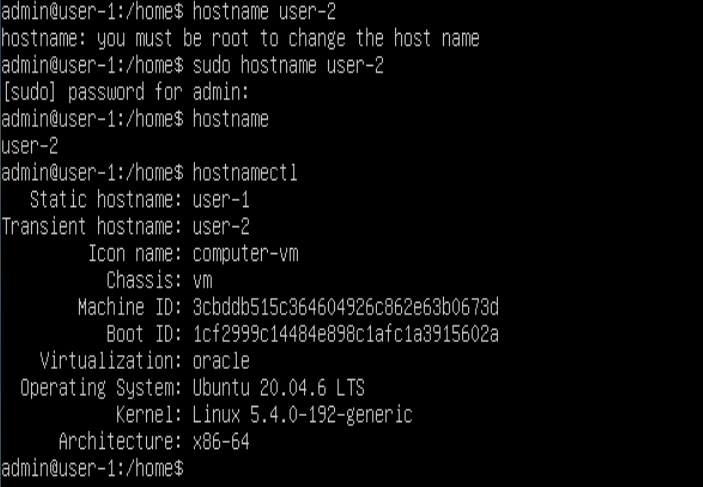 admin@user-1:/home$ hostname user-2
hostname: you must be root to change the host name
admin@user-1:/home$ sudo hostname user-2
[sudo] password for admin:
admin@user-1:/home$ hostname
user-2
admin@user-1:/home$ hostnamectl
   Static hostname: user-1
Transient hostname: user-2
         Icon name: computer-vm
           Chassis: vm
        Machine ID: 3cbddb515c364604926c862e63b0673d
           Boot ID: 1cf2999c14484e898c1afc1a3915602a
    Virtualization: oracle
  Operating System: Ubuntu 20.04.6 LTS
            Kernel: Linux 5.4.0-192-generic
      Architecture: x86-64
admin@user-1:/home$